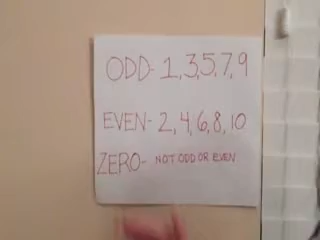 ODD- 1,3,5,7,9
EVEN- 2,4,6,8,10
ZERO- NOT ODD OR EVEN